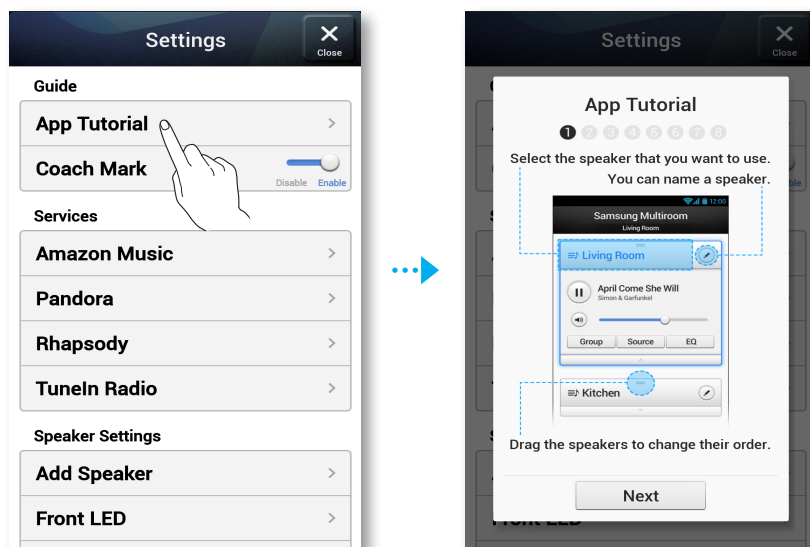 Settings
Close
Guide
App Tutorial
Coach Mark
Disable Enable
Services
Amazon Music
Pandora
Rhapsody
TuneIn Radio
Speaker Settings
Add Speaker
Front LED
Settings
Close
App Tutorial
1 2 3 4 5 6 7 8
Select the speaker that you want to use.
You can name a speaker.
12:00
Samsung Multiroom
Living Room
Living Room
April Come She Will
Simon & Garfunkel
Group Source EQ
Kitchen
Drag the speakers to change their order.
Next
Front LED